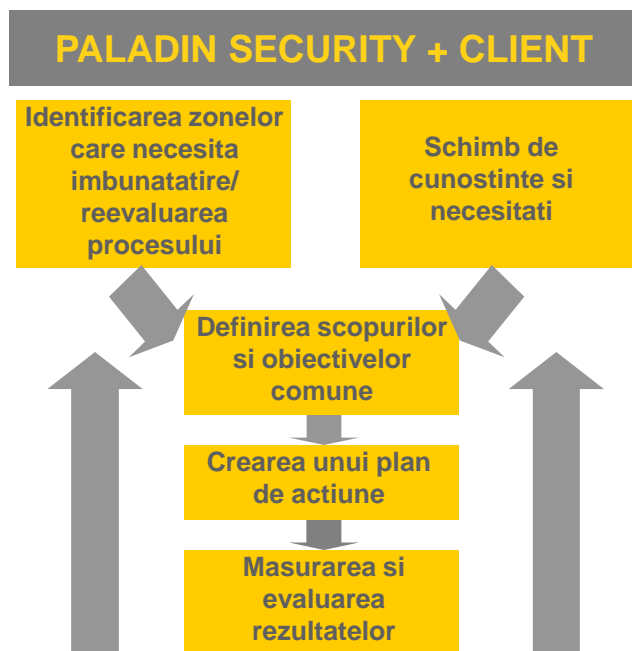 PALADIN SECURITY + CLIENT
Identificarea zonelor
care necesita
imbunatatire/
reevaluarea
procesului
Schimb de
cunostinte si
necesitati
Definirea scopurilor
si obiectivelor
comune
Crearea unui plan
de actiune
Masurarea si
evaluarea
rezultatelor